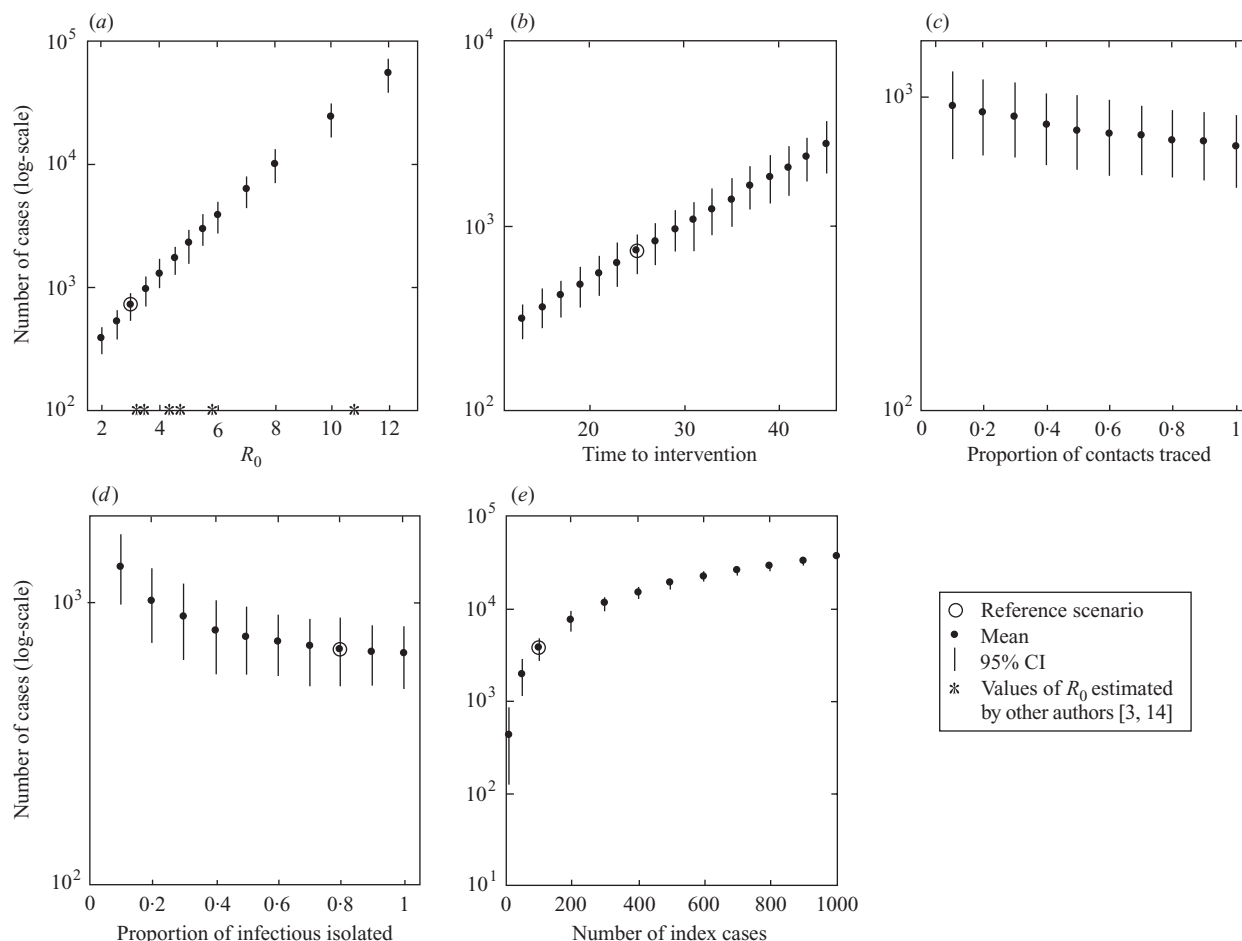 (a)
10^5
10^4
10^3
10^2
2 4 6 8 10 12
R_0
Number of cases (log-scale)
(b)
10^4
10^3
10^2
20 30 40
Time to intervention
(c)
10^3
10^2
0 0·2 0·4 0·6 0·8 1
Proportion of contacts traced
(d)
10^3
10^2
0 0·2 0·4 0·6 0·8 1
Proportion of infectious isolated
Number of cases (log-scale)
(e)
10^5
10^4
10^3
10^2
10^1
0 200 400 600 800 1000
Number of index cases
Reference scenario
Mean
95% CI
Values of R_0 estimated
by other authors [3, 14]